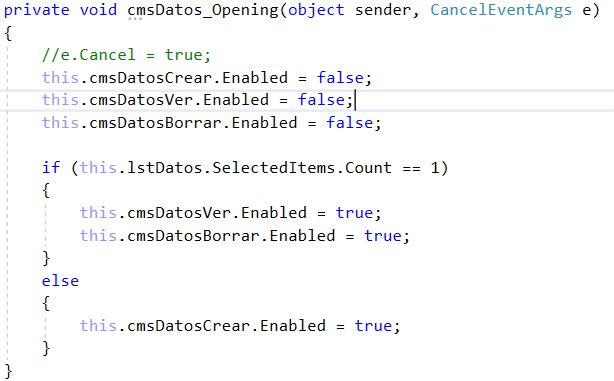 private void cmsDatos_Opening(object sender, CancelEventArgs e)
{
    //e.Cancel = true;
    this.cmsDatosCrear.Enabled = false;
    this.cmsDatosVer.Enabled = false;
    this.cmsDatosBorrar.Enabled = false;

    if (this.lstDatos.SelectedItems.Count == 1)
    {
        this.cmsDatosVer.Enabled = true;
        this.cmsDatosBorrar.Enabled = true;
    }
    else
    {
        this.cmsDatosCrear.Enabled = true;
    }
}